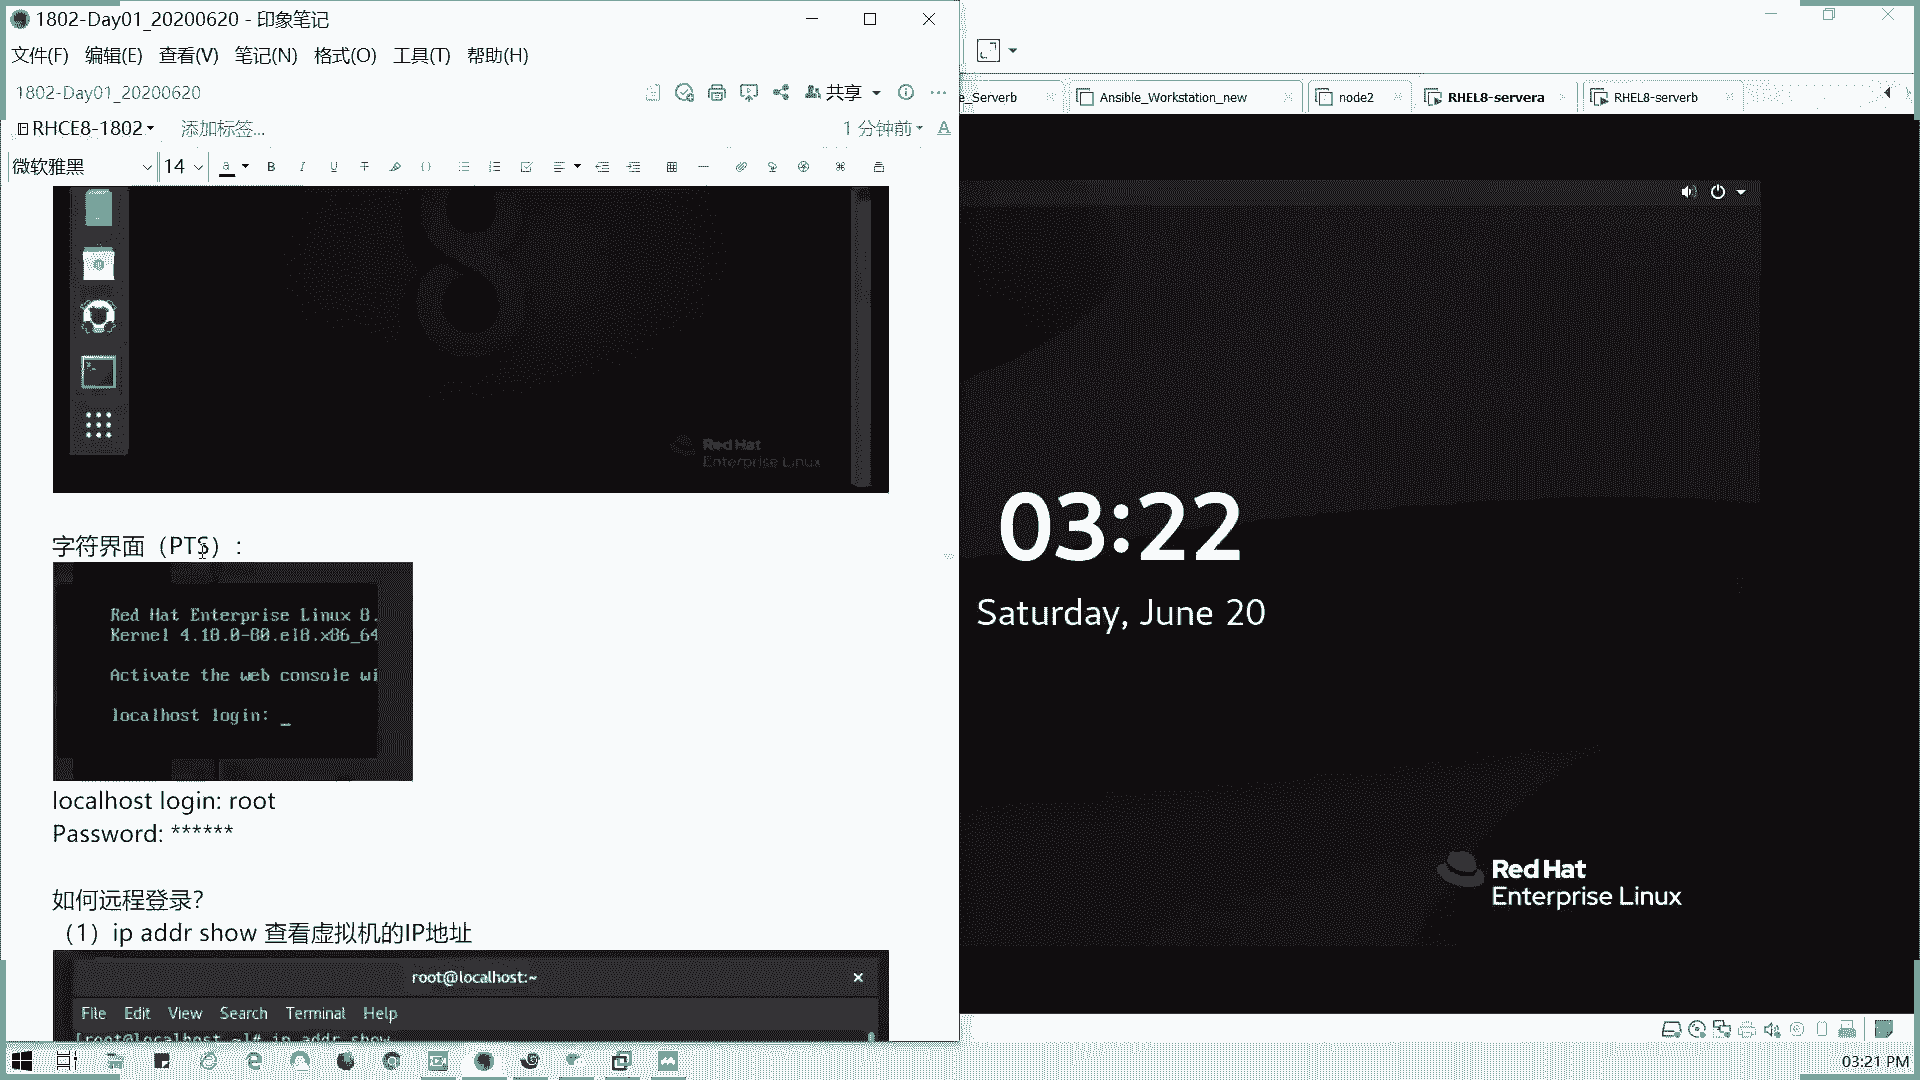 1802-Day01_20200620 - 印象笔记
文件(F) 编辑(E) 查看(V) 笔记(N) 格式(O) 工具(T) 帮助(H)
1802-Day01_20200620
共享
RHCE8-1802
添加标签...
1 分钟前
微软雅黑
14
Red Hat
Enterprise Linux
字符界面（PTS）:
Red Hat Enterprise Linux 8.
Kernel 4.18.0-80.el8.x86_64
Activate the web console wi
localhost login: _
localhost login: root
Password: ******
如何远程登录?
（1）ip addr show 查看虚拟机的IP地址
root@localhost:~
File Edit View Search Terminal Help
[root@localhost ~]# ip addr show
e_Serverb
Ansible_Workstation_new
node2
RHEL8-servera
RHEL8-serverb
03:22
Saturday, June 20
Red Hat
Enterprise Linux
03:21 PM